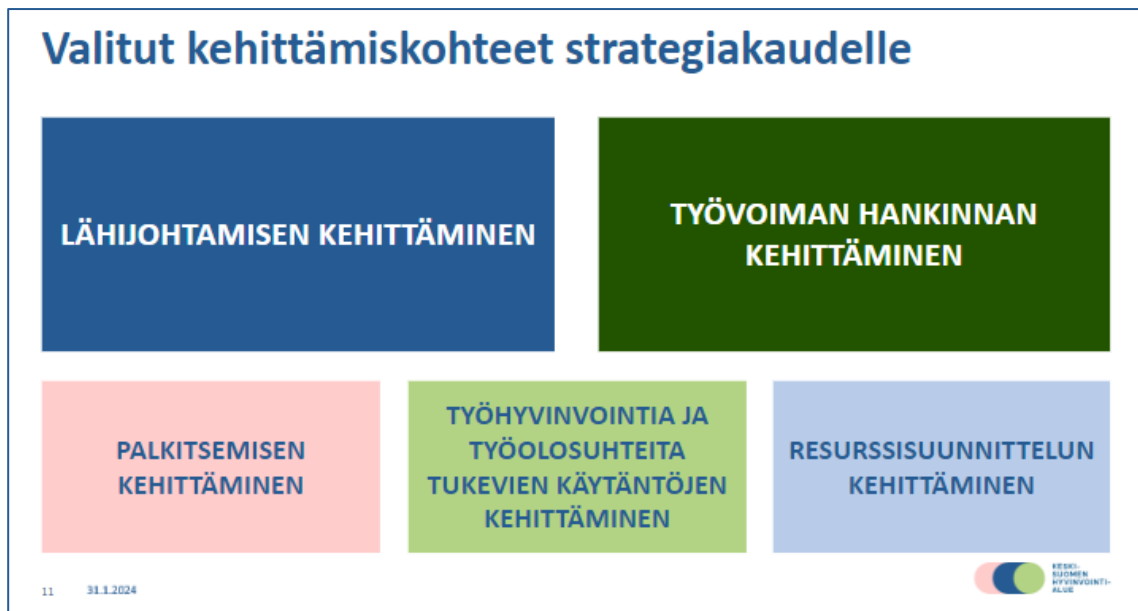 Valitut kehittämiskohteet strategiakaudelle
LÄHIJOHTAMISEN KEHITTÄMINEN
TYÖVOIMAN HANKINNAN
KEHITTÄMINEN
PALKITSEMISEN
KEHITTÄMINEN
TYÖHYVINVOINTIA JA
TYÖOLOSUHTEITA
TUKEVIEN KÄYTÄNTÖJEN
KEHITTÄMINEN
RESURSSISUUNNITTELUN
KEHITTÄMINEN
11 31.1.2024
KESKI-
SUOMEN
HYVINVOINTI-
ALUE